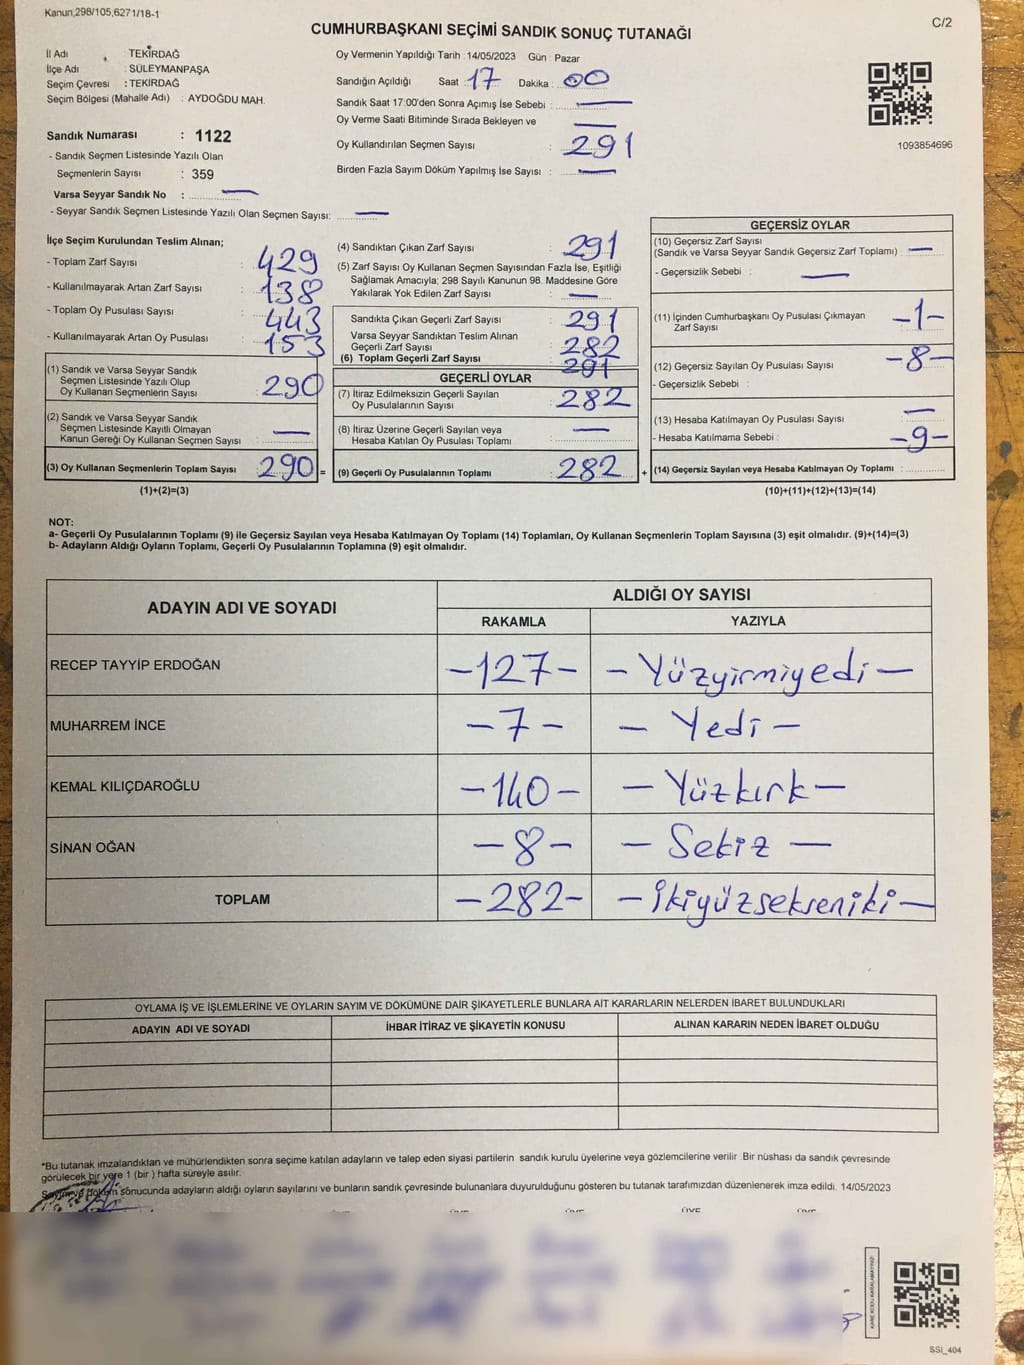 Kanun,298/105,6271/18-1
C/2
CUMHURBAŞKANI SEÇİMİ SANDIK SONUÇ TUTANAĞI
İl Adı : TEKİRDAĞ
İlçe Adı : SÜLEYMANPAŞA
Seçim Çevresi : TEKİRDAĞ
Seçim Bölgesi (Mahalle Adı) : AYDOĞDU MAH.
Sandık Numarası : 1122
- Sandık Seçmen Listesinde Yazılı Olan
Seçmenlerin Sayısı : 359
Varsa Seyyar Sandık No : —
- Seyyar Sandık Seçmen Listesinde Yazılı Olan Seçmen Sayısı: —
Oy Vermenin Yapıldığı Tarih : 14/05/2023 Gün : Pazar
Sandığın Açıldığı Saat : 17 Dakika : 00
Sandık Saat 17:00'den Sonra Açımış İse Sebebi : —
Oy Verme Saati Bitiminde Sırada Bekleyen ve —
Oy Kullandırılan Seçmen Sayısı : 291
Birden Fazla Sayım Döküm Yapılmış İse Sayısı : —
1093854696
İlçe Seçim Kurulundan Teslim Alınan;
- Toplam Zarf Sayısı : 429
- Kullanılmayarak Artan Zarf Sayısı : 138
- Toplam Oy Pusulası Sayısı : 443
- Kullanılmayarak Artan Oy Pusulası : 153
(1) Sandık ve Varsa Seyyar Sandık
Seçmen Listesinde Yazılı Olup
Oy Kullanan Seçmenlerin Sayısı : 290
(2) Sandık ve Varsa Seyyar Sandık
Seçmen Listesinde Kayıtlı Olmayan
Kanun Gereği Oy Kullanan Seçmen Sayısı : —
(3) Oy Kullanan Seçmenlerin Toplam Sayısı : 290 =
(1)+(2)=(3)
(4) Sandıktan Çıkan Zarf Sayısı : 291
(5) Zarf Sayısı Oy Kullanan Seçmen Sayısından Fazla İse, Eşitliği
Sağlamak Amacıyla; 298 Sayılı Kanunun 98. Maddesine Göre
Yakılarak Yok Edilen Zarf Sayısı : —
Sandıkta Çıkan Geçerli Zarf Sayısı : 291
Varsa Seyyar Sandıktan Teslim Alınan
Geçerli Zarf Sayısı : 282
(6) Toplam Geçerli Zarf Sayısı : 291
GEÇERLİ OYLAR
(7) İtiraz Edilmeksizin Geçerli Sayılan
Oy Pusulalarının Sayısı : 282
(8) İtiraz Üzerine Geçerli Sayılan veya
Hesaba Katılan Oy Pusulası Toplamı : —
(9) Geçerli Oy Pusulalarının Toplamı : 282 +
GEÇERSİZ OYLAR
(10) Geçersiz Zarf Sayısı
(Sandık ve Varsa Seyyar Sandık Geçersiz Zarf Toplamı) : —
- Geçersizlik Sebebi : —
(11) İçinden Cumhurbaşkanı Oy Pusulası Çıkmayan
Zarf Sayısı : -1-
(12) Geçersiz Sayılan Oy Pusulası Sayısı : -8-
- Geçersizlik Sebebi :
(13) Hesaba Katılmayan Oy Pusulası Sayısı : —
- Hesaba Katılmama Sebebi : -9-
(14) Geçersiz Sayılan veya Hesaba Katılmayan Oy Toplamı :
(10)+(11)+(12)+(13)=(14)
NOT:
a- Geçerli Oy Pusulalarının Toplamı (9) ile Geçersiz Sayılan veya Hesaba Katılmayan Oy Toplamı (14) Toplamları, Oy Kullanan Seçmenlerin Toplam Sayısına (3) eşit olmalıdır. (9)+(14)=(3)
b- Adayların Aldığı Oyların Toplamı, Geçerli Oy Pusulalarının Toplamına (9) eşit olmalıdır.
ADAYIN ADI VE SOYADI
ALDIĞI OY SAYISI
RAKAMLA YAZIYLA
RECEP TAYYİP ERDOĞAN -127- - Yüzyirmiyedi -
MUHARREM İNCE -7- - Yedi -
KEMAL KILIÇDAROĞLU -140- - Yüzkırk -
SİNAN OĞAN -8- - Sekiz -
TOPLAM -282- - İkiyüzsekseniki -
OYLAMA İŞ VE İŞLEMLERİNE VE OYLARIN SAYIM VE DÖKÜMÜNE DAİR ŞİKAYETLERLE BUNLARA AİT KARARLARIN NELERDEN İBARET BULUNDUKLARI
ADAYIN ADI VE SOYADI İHBAR İTİRAZ VE ŞİKAYETİN KONUSU ALINAN KARARIN NEDEN İBARET OLDUĞU
*Bu tutanak imzalandıktan ve mühürlendikten sonra seçime katılan adayların ve talep eden siyasi partilerin sandık kurulu üyelerine veya gözlemcilerine verilir. Bir nüshası da sandık çevresinde
görülecek bir yere 1 (bir ) hafta süreyle asılır.
Sayım ve döküm sonucunda adayların aldığı oyların sayılarını ve bunların sandık çevresinde bulunanlara duyurulduğunu gösteren bu tutanak tarafımızdan düzenlenerek imza edildi. 14/05/2023
ÜYE ÜYE ÜYE ÜYE
KARE KODU KARALAMAYINIZ!
SSİ_404